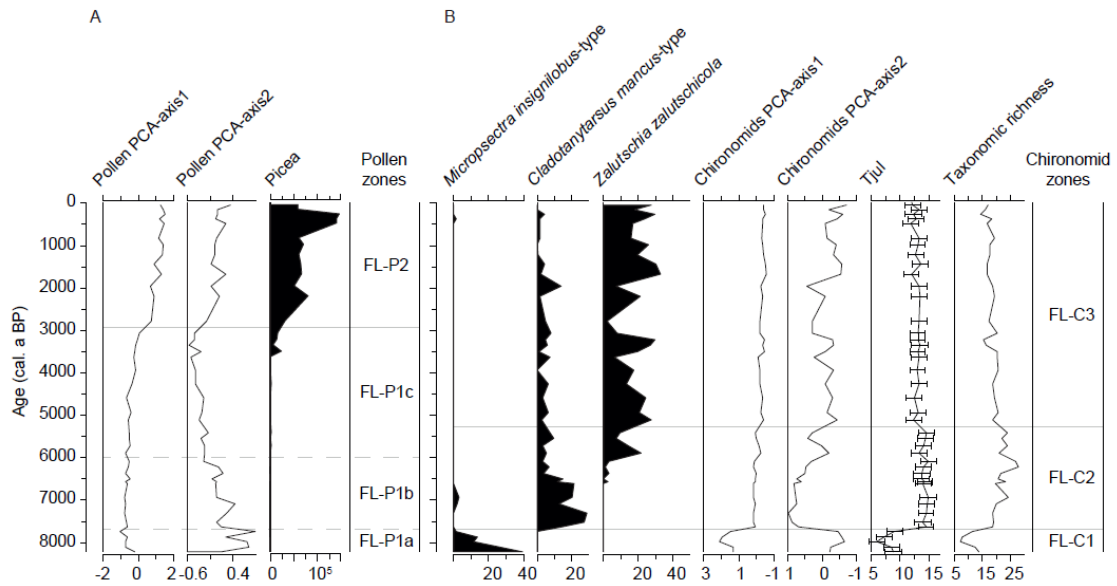 A
B
Pollen PCA-axis1
Pollen PCA-axis2
Picea
Pollen
zones
Micropsectra insignilobus-type
Cladotanytarsus mancus-type
Zalutschia zalutschicola
Chironomids PCA-axis1
Chironomids PCA-axis2
Tjul
Taxonomic richness
Chironomid
zones
Age (cal. a BP)
0
1000
2000
3000
4000
5000
6000
7000
8000
FL-P2
FL-P1c
FL-P1b
FL-P1a
FL-C3
FL-C2
FL-C1
-2 0 2
-0.6 0.4
0 10⁵
20 40
0 20
0 20 40
3 1 -1
1 0 -1
5 10 15
5 15 25